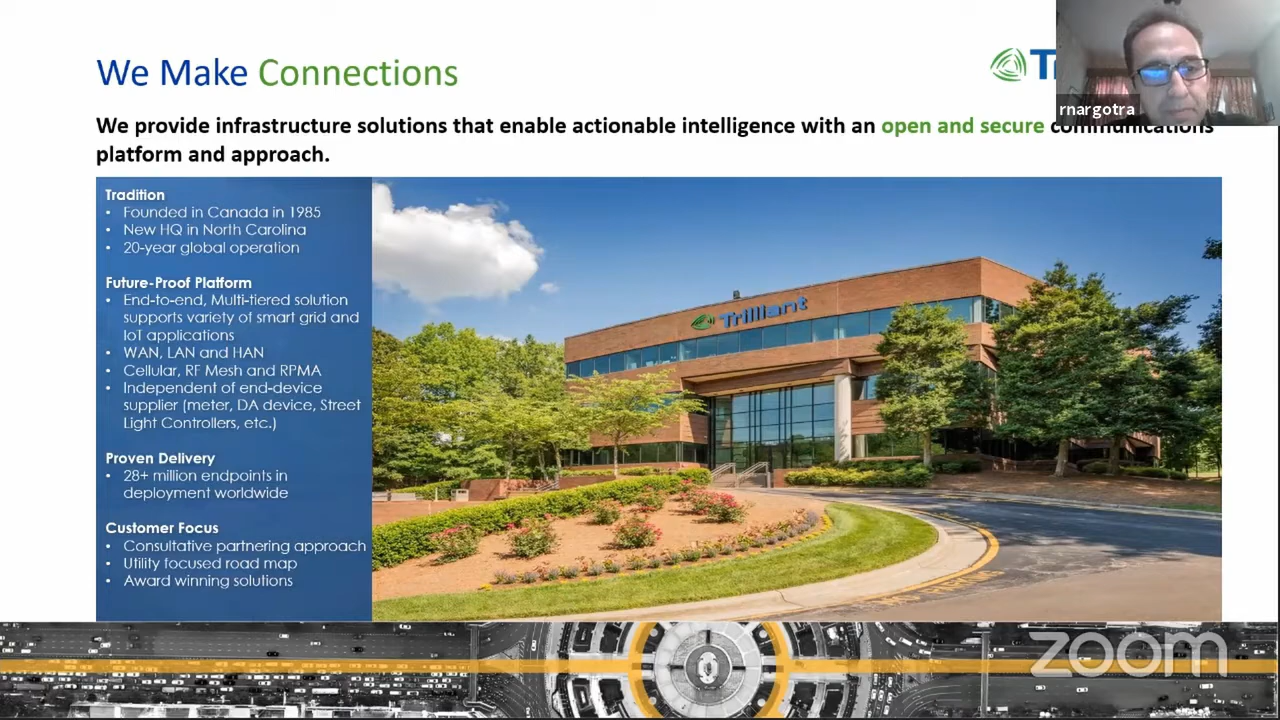 We Make Connections
rnargotra
We provide infrastructure solutions that enable actionable intelligence with an open and secure communications
platform and approach.
Tradition
• Founded in Canada in 1985
• New HQ in North Carolina
• 20-year global operation
Future-Proof Platform
• End-to-end, Multi-tiered solution
supports variety of smart grid and
IoT applications
• WAN, LAN and HAN
• Cellular, RF Mesh and RPMA
• Independent of end-device
supplier (meter, DA device, Street
Light Controllers, etc.)
Proven Delivery
• 28+ million endpoints in
deployment worldwide
Customer Focus
• Consultative partnering approach
• Utility focused road map
• Award winning solutions
Trilliant
zoom